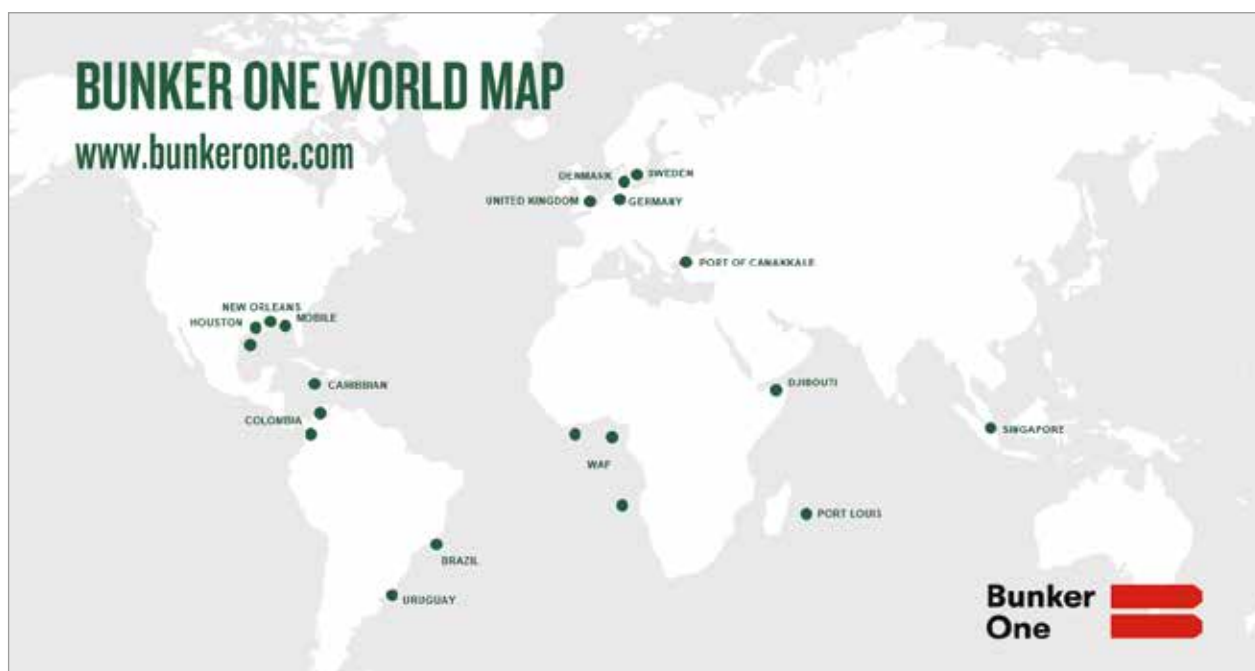 BUNKER ONE WORLD MAP
www.bunkerone.com
DENMARK
SWEDEN
UNITED KINGDOM
GERMANY
PORT OF CANAKKALE
NEW ORLEANS
HOUSTON
MOBILE
CARIBBIAN
DJIBOUTI
COLOMBIA
SINGAPORE
WAF
PORT LOUIS
BRAZIL
URUGUAY
Bunker
One